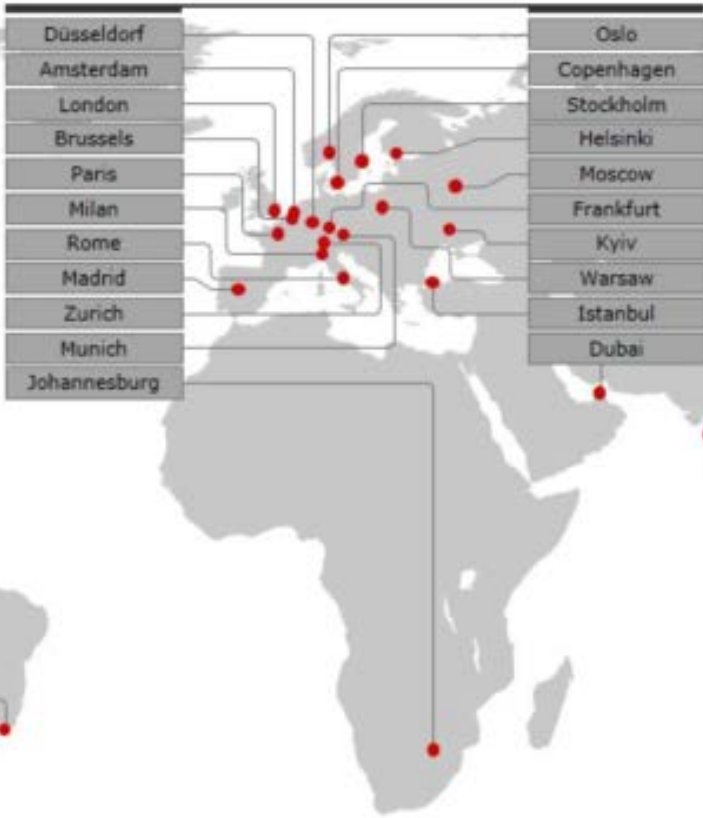 Düsseldorf
Amsterdam
London
Brussels
Paris
Milan
Rome
Madrid
Zurich
Munich
Johannesburg
Oslo
Copenhagen
Stockholm
Helsinki
Moscow
Frankfurt
Kyiv
Warsaw
Istanbul
Dubai